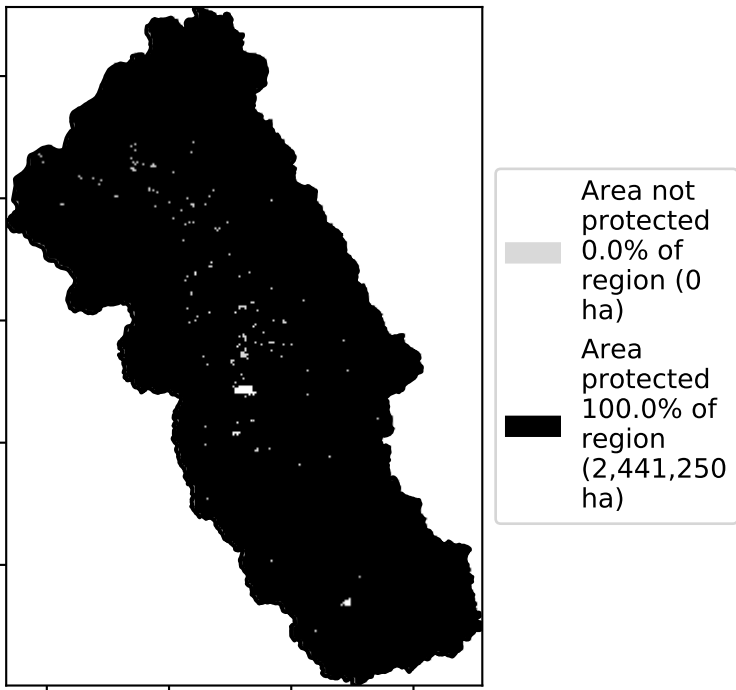 Area not
protected
0.0% of
region (0
ha)
Area
protected
100.0% of
region
(2,441,250
ha)